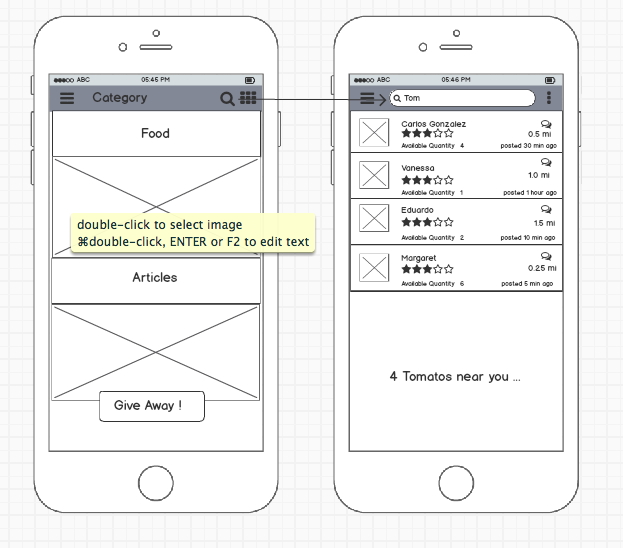 ABC 05:45 PM
Category
Food
double-click to select image
⌘double-click, ENTER or F2 to edit text
Articles
Give Away !
ABC 05:46 PM
Tom
Carlos Gonzalez
0.5 mi
Available Quantity 4 posted 30 min ago
Vanessa
1.0 mi
Available Quantity 1 posted 1 hour ago
Eduardo
1.5 mi
Available Quantity 2 posted 10 min ago
Margaret
0.25 mi
Available Quantity 6 posted 5 min ago
4 Tomatos near you ...